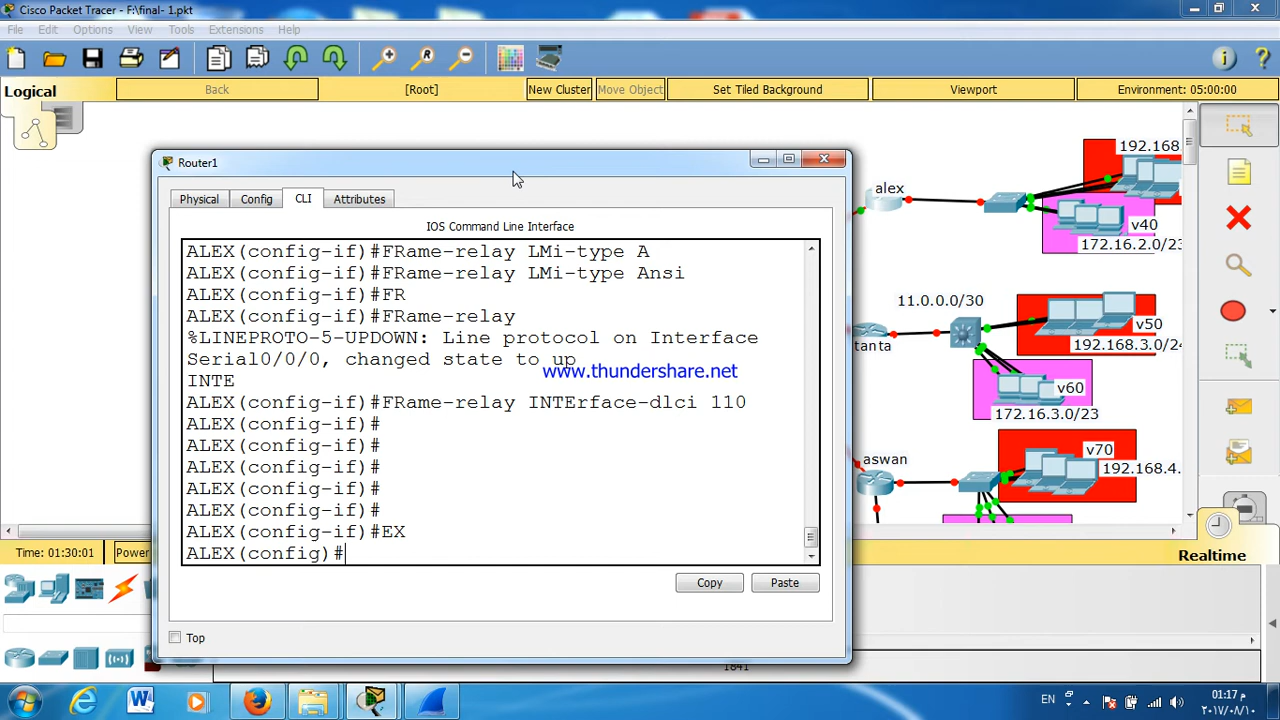 Cisco Packet Tracer - F:\final- 1.pkt
File Edit Options View Tools Extensions Help
Logical
Back
[Root]
New Cluster
Move Object
Set Tiled Background
Viewport
Environment: 05:00:00
Router1
Physical Config CLI Attributes
IOS Command Line Interface
ALEX(config-if)#FRame-relay LMi-type A
ALEX(config-if)#FRame-relay LMi-type Ansi
ALEX(config-if)#FR
ALEX(config-if)#FRame-relay
%LINEPROTO-5-UPDOWN: Line protocol on Interface
Serial0/0/0, changed state to up
www.thundershare.net
INTE
ALEX(config-if)#FRame-relay INTErface-dlci 110
ALEX(config-if)#
ALEX(config-if)#
ALEX(config-if)#
ALEX(config-if)#
ALEX(config-if)#
ALEX(config-if)#EX
ALEX(config)#
Copy
Paste
Top
192.168
alex
v40
172.16.2.0/23
11.0.0.0/30
v50
tanta
192.168.3.0/24
v60
172.16.3.0/23
v70
aswan
192.168.4.
Time: 01:30:01
Power
Realtime
1841
EN
01:17 م
٢٠١٧/٠٨/١٠